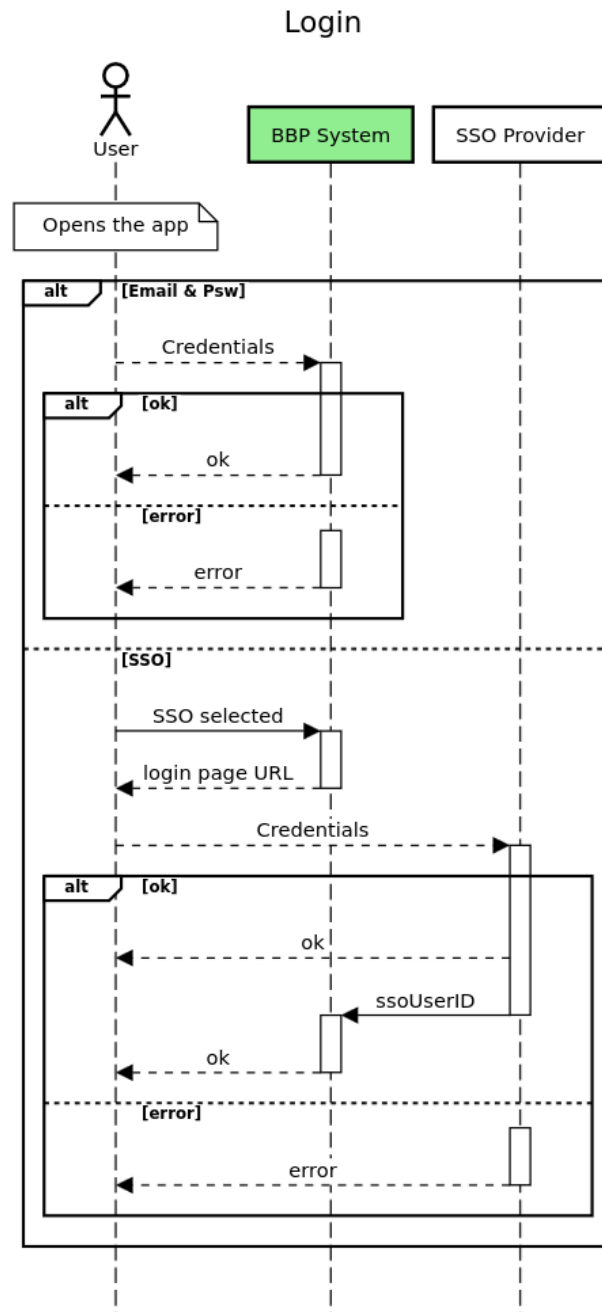 Login
User
BBP System
SSO Provider
Opens the app
alt
[Email & Psw]
Credentials
alt
[ok]
ok
[error]
error
[SSO]
SSO selected
login page URL
Credentials
alt
[ok]
ok
ssoUserID
ok
[error]
error